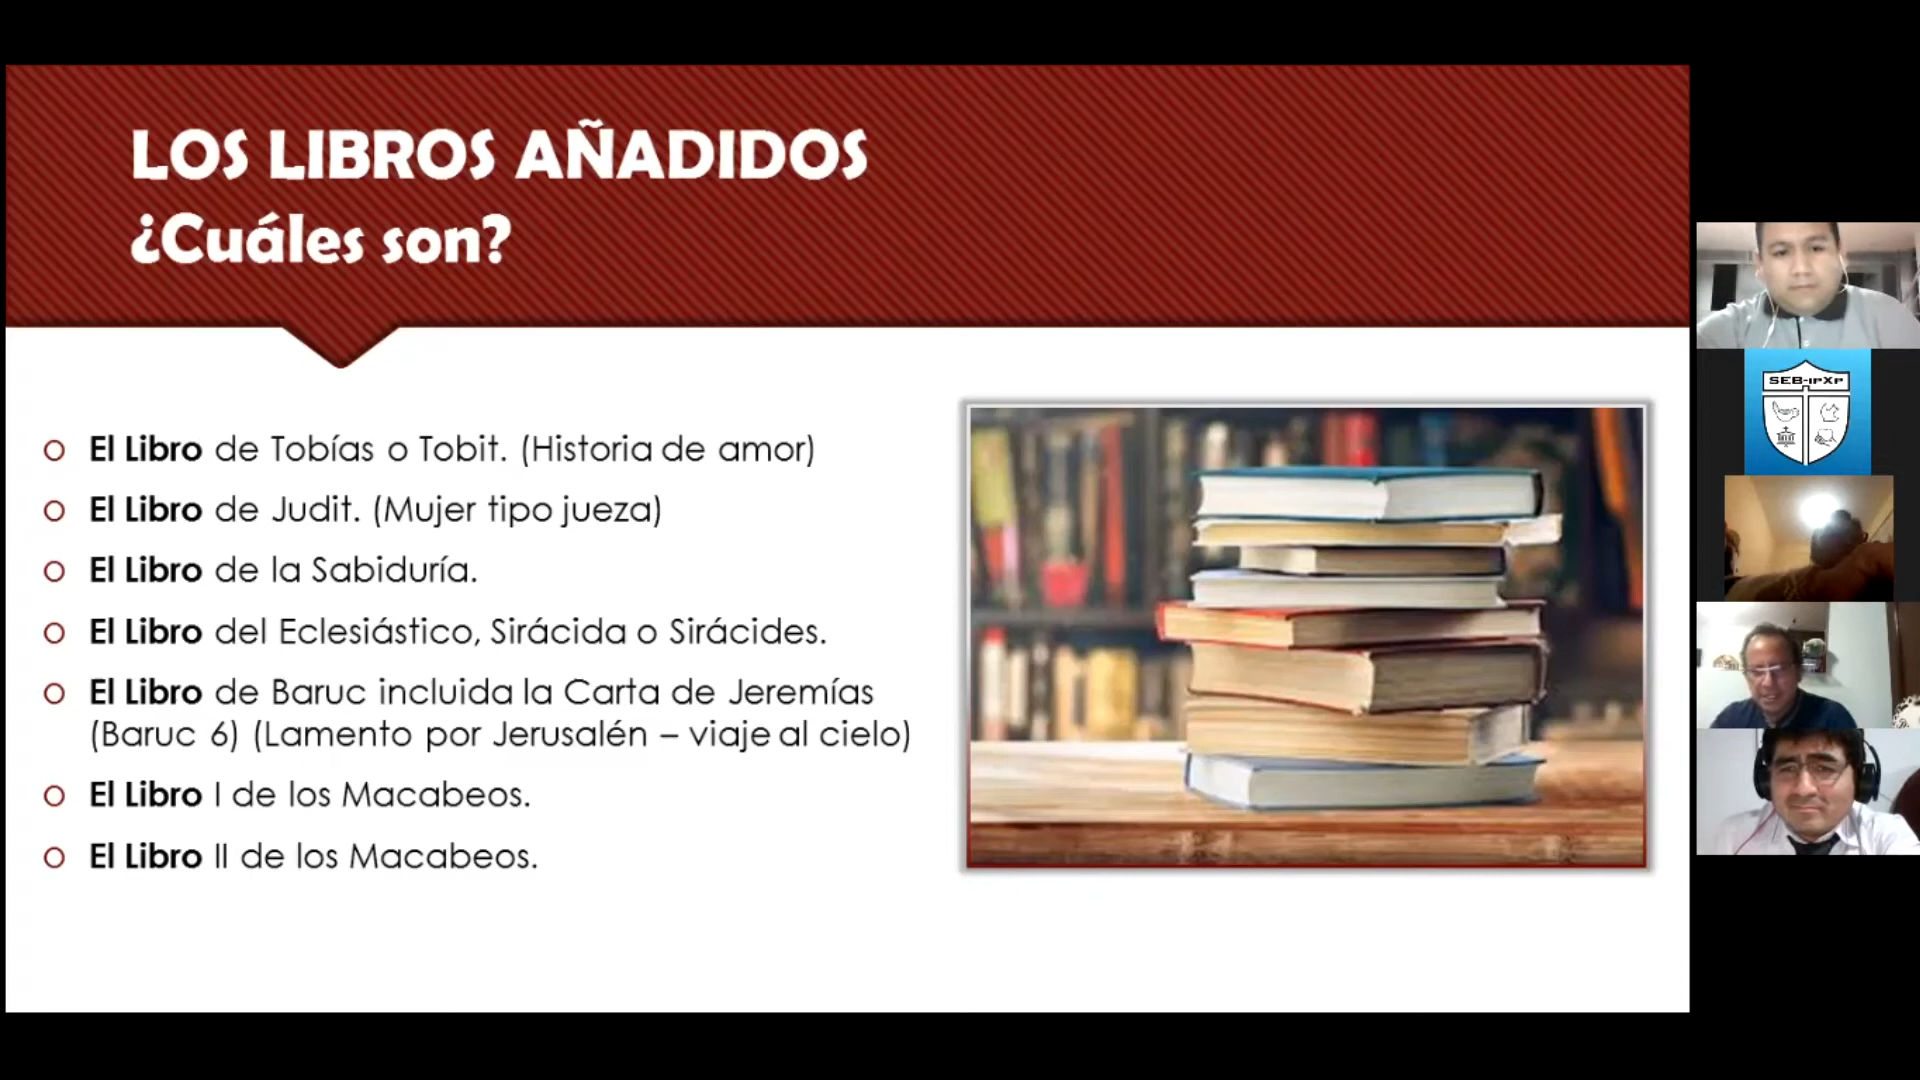 LOS LIBROS AÑADIDOS
¿Cuáles son?
El Libro de Tobías o Tobit. (Historia de amor)
El Libro de Judit. (Mujer tipo jueza)
El Libro de la Sabiduría.
El Libro del Eclesiástico, Sirácida o Sirácides.
El Libro de Baruc incluida la Carta de Jeremías
(Baruc 6) (Lamento por Jerusalén – viaje al cielo)
El Libro I de los Macabeos.
El Libro II de los Macabeos.
SEB-IPXP